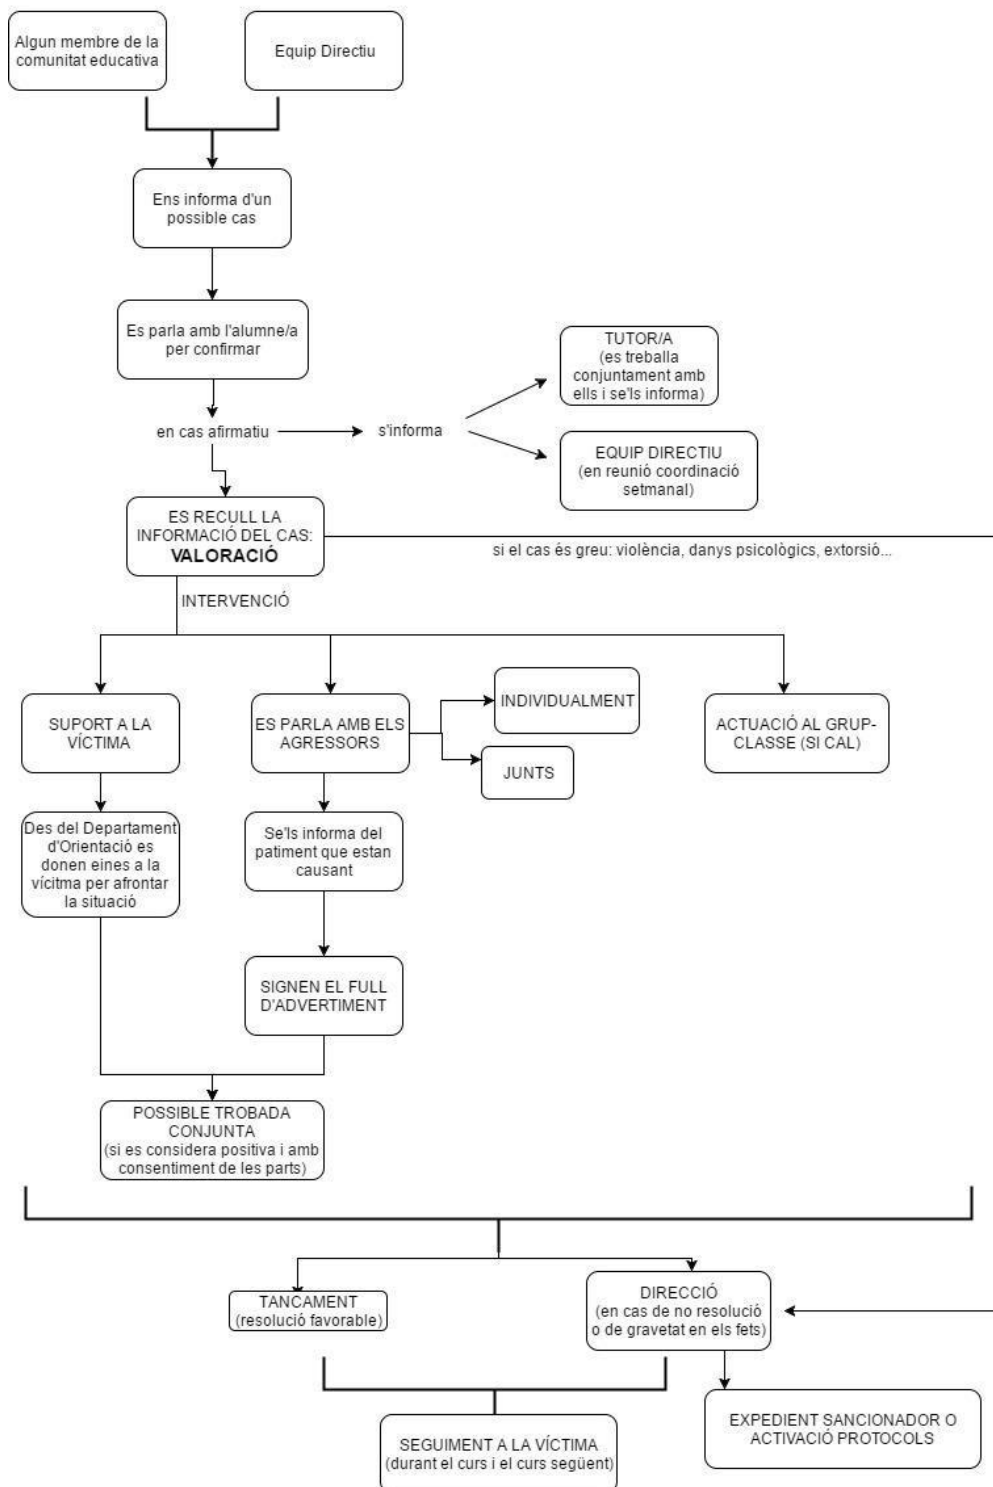 Algun membre de la
comunitat educativa
Equip Directiu
Ens informa d'un
possible cas
Es parla amb l'alumne/a
per confirmar
TUTOR/A
(es treballa
conjuntament amb
ells i se'ls informa)
en cas afirmatiu
s'informa
EQUIP DIRECTIU
(en reunió coordinació
setmanal)
ES RECULL LA
INFORMACIÓ DEL CAS:
VALORACIÓ
si el cas és greu: violència, danys psicològics, extorsió...
INTERVENCIÓ
SUPORT A LA
VÍCTIMA
ES PARLA AMB ELS
AGRESSORS
INDIVIDUALMENT
JUNTS
ACTUACIÓ AL GRUP-
CLASSE (SI CAL)
Des del Departament
d'Orientació es
donen eines a la
vícitma per afrontar
la situació
Se'ls informa del
patiment que estan
causant
SIGNEN EL FULL
D'ADVERTIMENT
POSSIBLE TROBADA
CONJUNTA
(si es considera positiva i amb
consentiment de les parts)
TANCAMENT
(resolució favorable)
DIRECCIÓ
(en cas de no resolució
o de gravetat en els fets)
SEGUIMENT A LA VÍCTIMA
(durant el curs i el curs següent)
EXPEDIENT SANCIONADOR O
ACTIVACIÓ PROTOCOLS